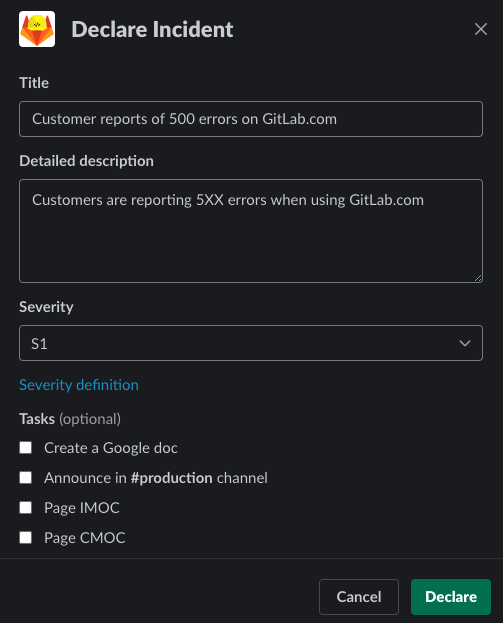 Declare Incident
Title
Customer reports of 500 errors on GitLab.com
Detailed description
Customers are reporting 5XX errors when using GitLab.com
Severity
S1
Severity definition
Tasks (optional)
Create a Google doc
Announce in #production channel
Page IMOC
Page CMOC
Cancel
Declare